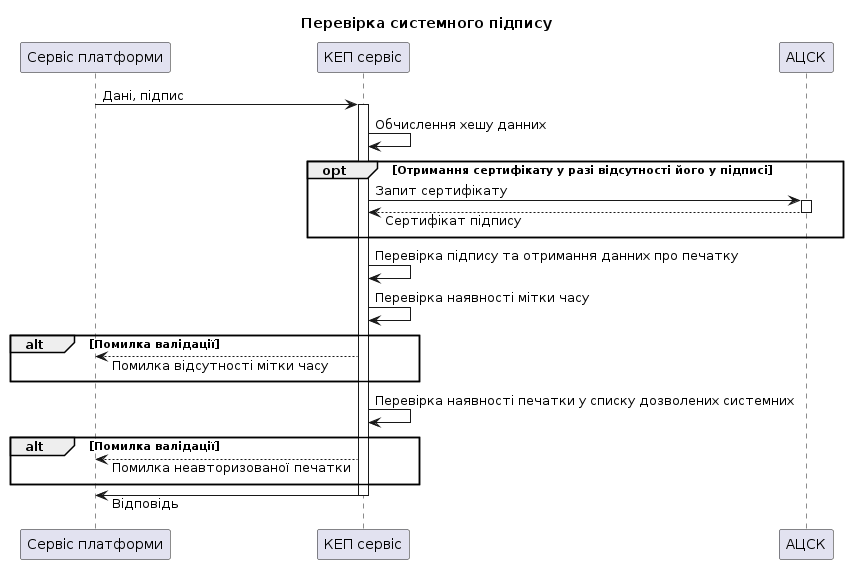 Перевірка системного підпису
Сервіс платформи
КЕП сервіс
АЦСК
Дані, підпис
Обчислення хешу данних
opt
[Отримання сертифікату у разі відсутності його у підписі]
Запит сертифікату
Сертифікат підпису
Перевірка підпису та отримання данних про печатку
Перевірка наявності мітки часу
alt
[Помилка валідації]
Помилка відсутності мітки часу
Перевірка наявності печатки у списку дозволених системних
alt
[Помилка валідації]
Помилка неавторизованої печатки
Відповідь
Сервіс платформи
КЕП сервіс
АЦСК